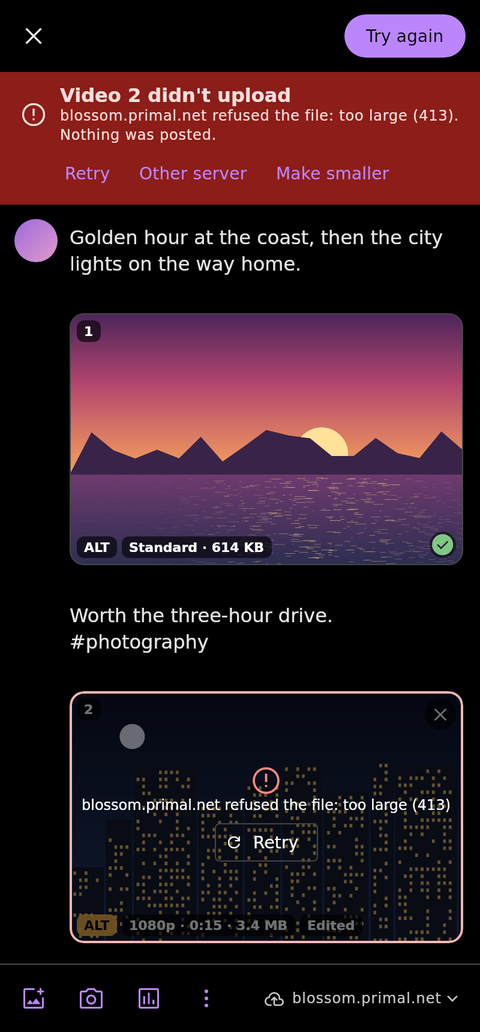 Try again
Video 2 didn't upload
blossom.primal.net refused the file: too large (413).
Nothing was posted.
Retry Other server Make smaller
Golden hour at the coast, then the city
lights on the way home.
1
ALT Standard · 614 KB
Worth the three-hour drive.
#photography
2
blossom.primal.net refused the file: too large (413)
Retry
ALT 1080p · 0:15 · 3.4 MB · Edited
blossom.primal.net